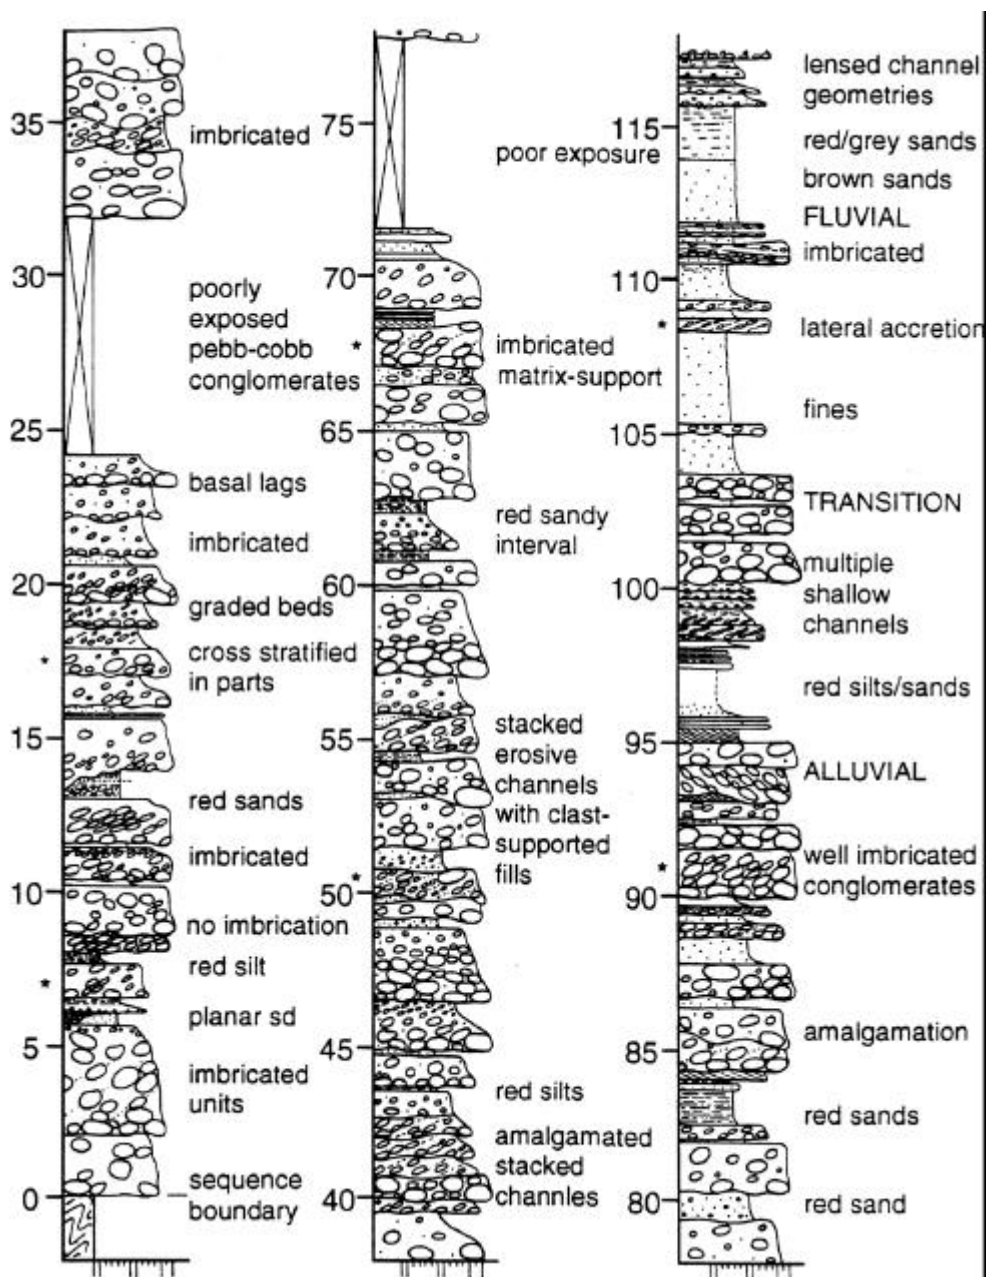 35
imbricated
30
poorly
exposed
pebb-cobb
conglomerates
25
basal lags
imbricated
20
graded beds
cross stratified
in parts
*
15
red sands
imbricated
10
no imbrication
red silt
*
planar sd
5
imbricated
units
sequence
boundary
0
75
poor exposure
70
*
imbricated
matrix-support
65
red sandy
interval
60
stacked
erosive
channels
with clast-
supported
fills
55
*
50
45
red silts
amalgamated
stacked
channles
40
lensed channel
geometries
115
red/grey sands
brown sands
FLUVIAL
imbricated
110
*
lateral accretion
fines
105
TRANSITION
multiple
shallow
channels
100
red silts/sands
95
ALLUVIAL
well imbricated
conglomerates
*
90
amalgamation
85
red sands
red sand
80